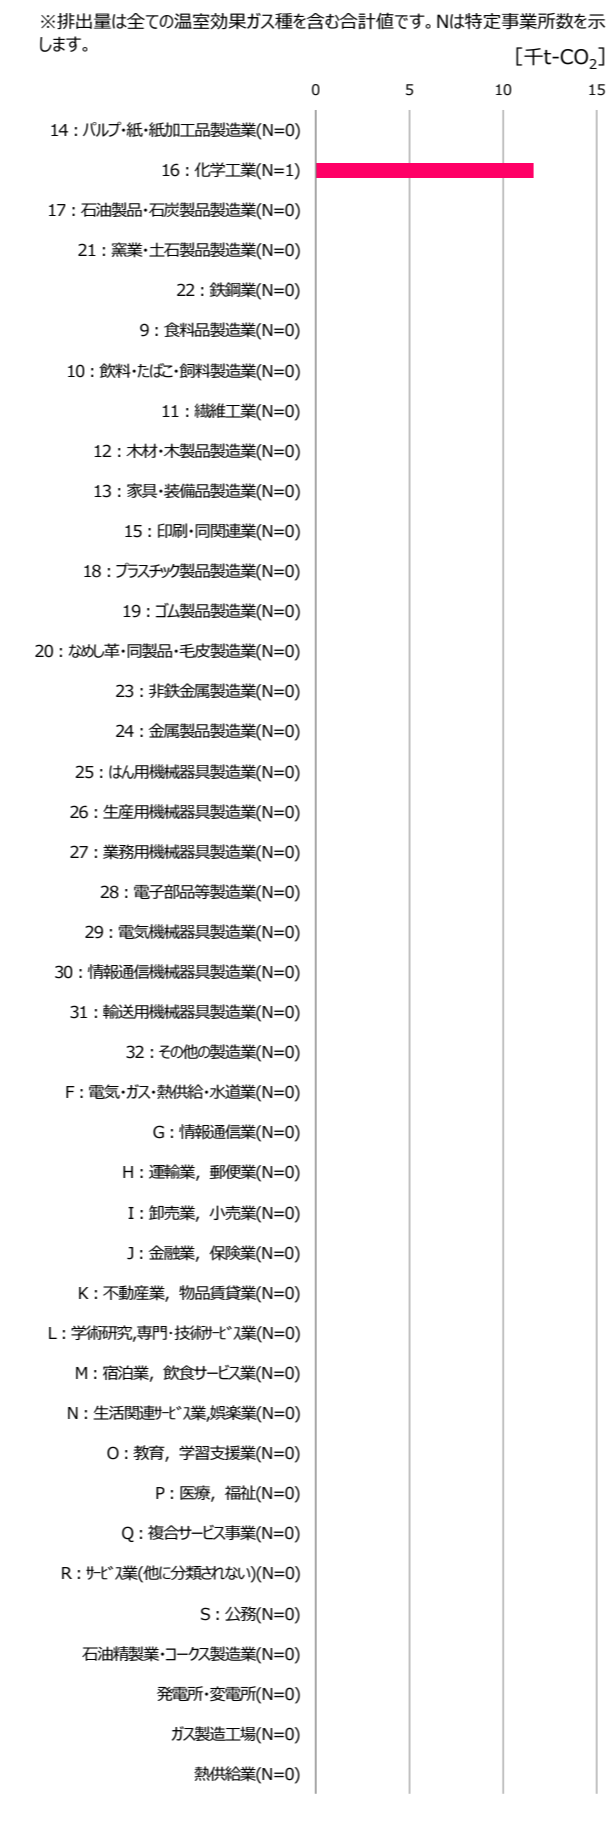 ※排出量は全ての温室効果ガス種を含む合計値です。Nは特定事業所数を示
します。
[千t-CO₂]
0 5 10 15
14：パルプ・紙・紙加工品製造業(N=0)
16：化学工業(N=1)
17：石油製品・石炭製品製造業(N=0)
21：窯業・土石製品製造業(N=0)
22：鉄鋼業(N=0)
9：食料品製造業(N=0)
10：飲料・たばこ・飼料製造業(N=0)
11：繊維工業(N=0)
12：木材・木製品製造業(N=0)
13：家具・装備品製造業(N=0)
15：印刷・同関連業(N=0)
18：プラスチック製品製造業(N=0)
19：ゴム製品製造業(N=0)
20：なめし革・同製品・毛皮製造業(N=0)
23：非鉄金属製造業(N=0)
24：金属製品製造業(N=0)
25：はん用機械器具製造業(N=0)
26：生産用機械器具製造業(N=0)
27：業務用機械器具製造業(N=0)
28：電子部品等製造業(N=0)
29：電気機械器具製造業(N=0)
30：情報通信機械器具製造業(N=0)
31：輸送用機械器具製造業(N=0)
32：その他の製造業(N=0)
F：電気・ガス・熱供給・水道業(N=0)
G：情報通信業(N=0)
H：運輸業，郵便業(N=0)
I：卸売業，小売業(N=0)
J：金融業，保険業(N=0)
K：不動産業，物品賃貸業(N=0)
L：学術研究,専門・技術ｻｰﾋﾞｽ業(N=0)
M：宿泊業，飲食サービス業(N=0)
N：生活関連ｻｰﾋﾞｽ業,娯楽業(N=0)
O：教育，学習支援業(N=0)
P：医療，福祉(N=0)
Q：複合サービス事業(N=0)
R：ｻｰﾋﾞｽ業(他に分類されない)(N=0)
S：公務(N=0)
石油精製業・コークス製造業(N=0)
発電所・変電所(N=0)
ガス製造工場(N=0)
熱供給業(N=0)